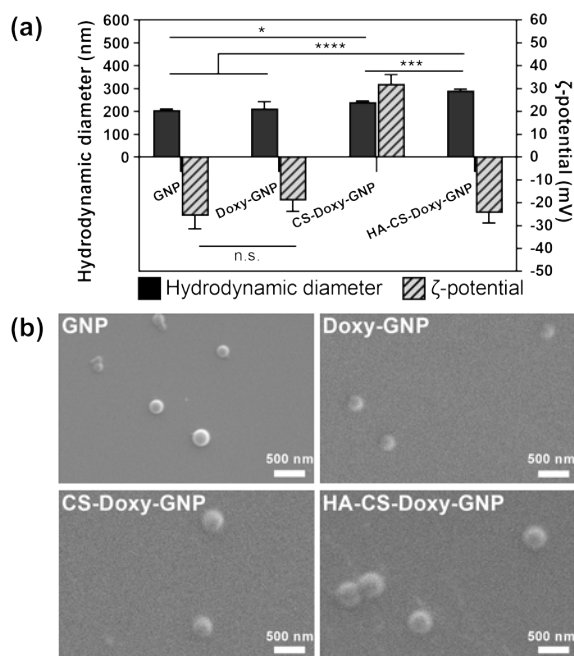 (a)
Hydrodynamic diameter (nm)
600
500
400
300
200
100
0
*
****
***
n.s.
GNP
Doxy-GNP
CS-Doxy-GNP
HA-CS-Doxy-GNP
60
50
40
30
20
10
0
-10
-20
-30
-40
-50
ζ-potential (mV)
Hydrodynamic diameter ζ-potential
(b)
GNP
500 nm
Doxy-GNP
500 nm
CS-Doxy-GNP
500 nm
HA-CS-Doxy-GNP
500 nm